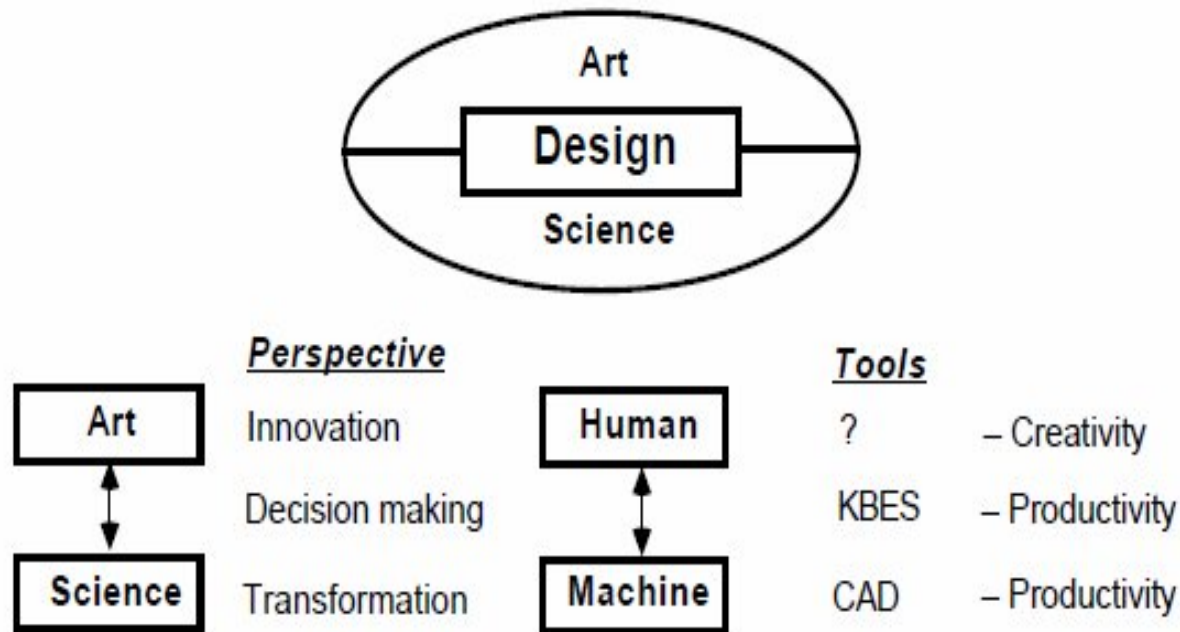 Art
Design
Science
Perspective
Tools
Art
Innovation
Human
? – Creativity
Decision making
KBES – Productivity
Science
Transformation
Machine
CAD – Productivity